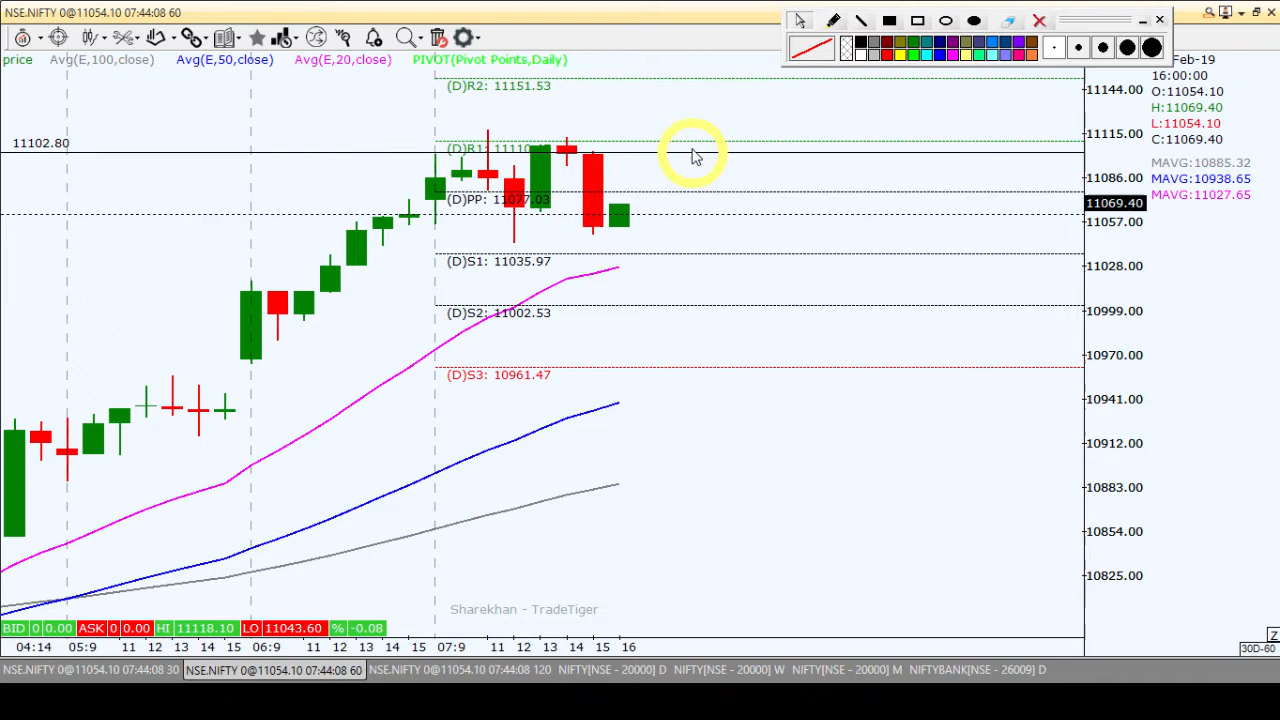 NSE.NIFTY 0@11054.10 07:44:08 60
price Avg(E,100,close) Avg(E,50,close) Avg(E,20,close) PIVOT(Pivot Points,Daily)
Feb-19
16:00:00
O:11054.10
H:11069.40
L:11054.10
C:11069.40
MAVG:10885.32
MAVG:10938.65
MAVG:11027.65
(D)R2: 11151.53
11102.80
(D)R1: 11110.
(D)PP: 11077.03
(D)S1: 11035.97
(D)S2: 11002.53
(D)S3: 10961.47
11144.00
11115.00
11086.00
11069.40
11057.00
11028.00
10999.00
10970.00
10941.00
10912.00
10883.00
10854.00
10825.00
Sharekhan - TradeTiger
BID 0 0.00 ASK 0 0.00 HI 11118.10 LO 11043.60 % -0.08
04:14 05:9 11 12 13 14 15 06:9 11 12 13 14 15 07:9 11 12 13 14 15 16
Z
30D-60
NSE.NIFTY 0@11054.10 07:44:08 30 NSE.NIFTY 0@11054.10 07:44:08 60 NSE.NIFTY 0@11054.10 07:44:08 120 NIFTY[NSE - 20000] D NIFTY[NSE - 20000] W NIFTY[NSE - 20000] M NIFTYBANK[NSE - 26009] D